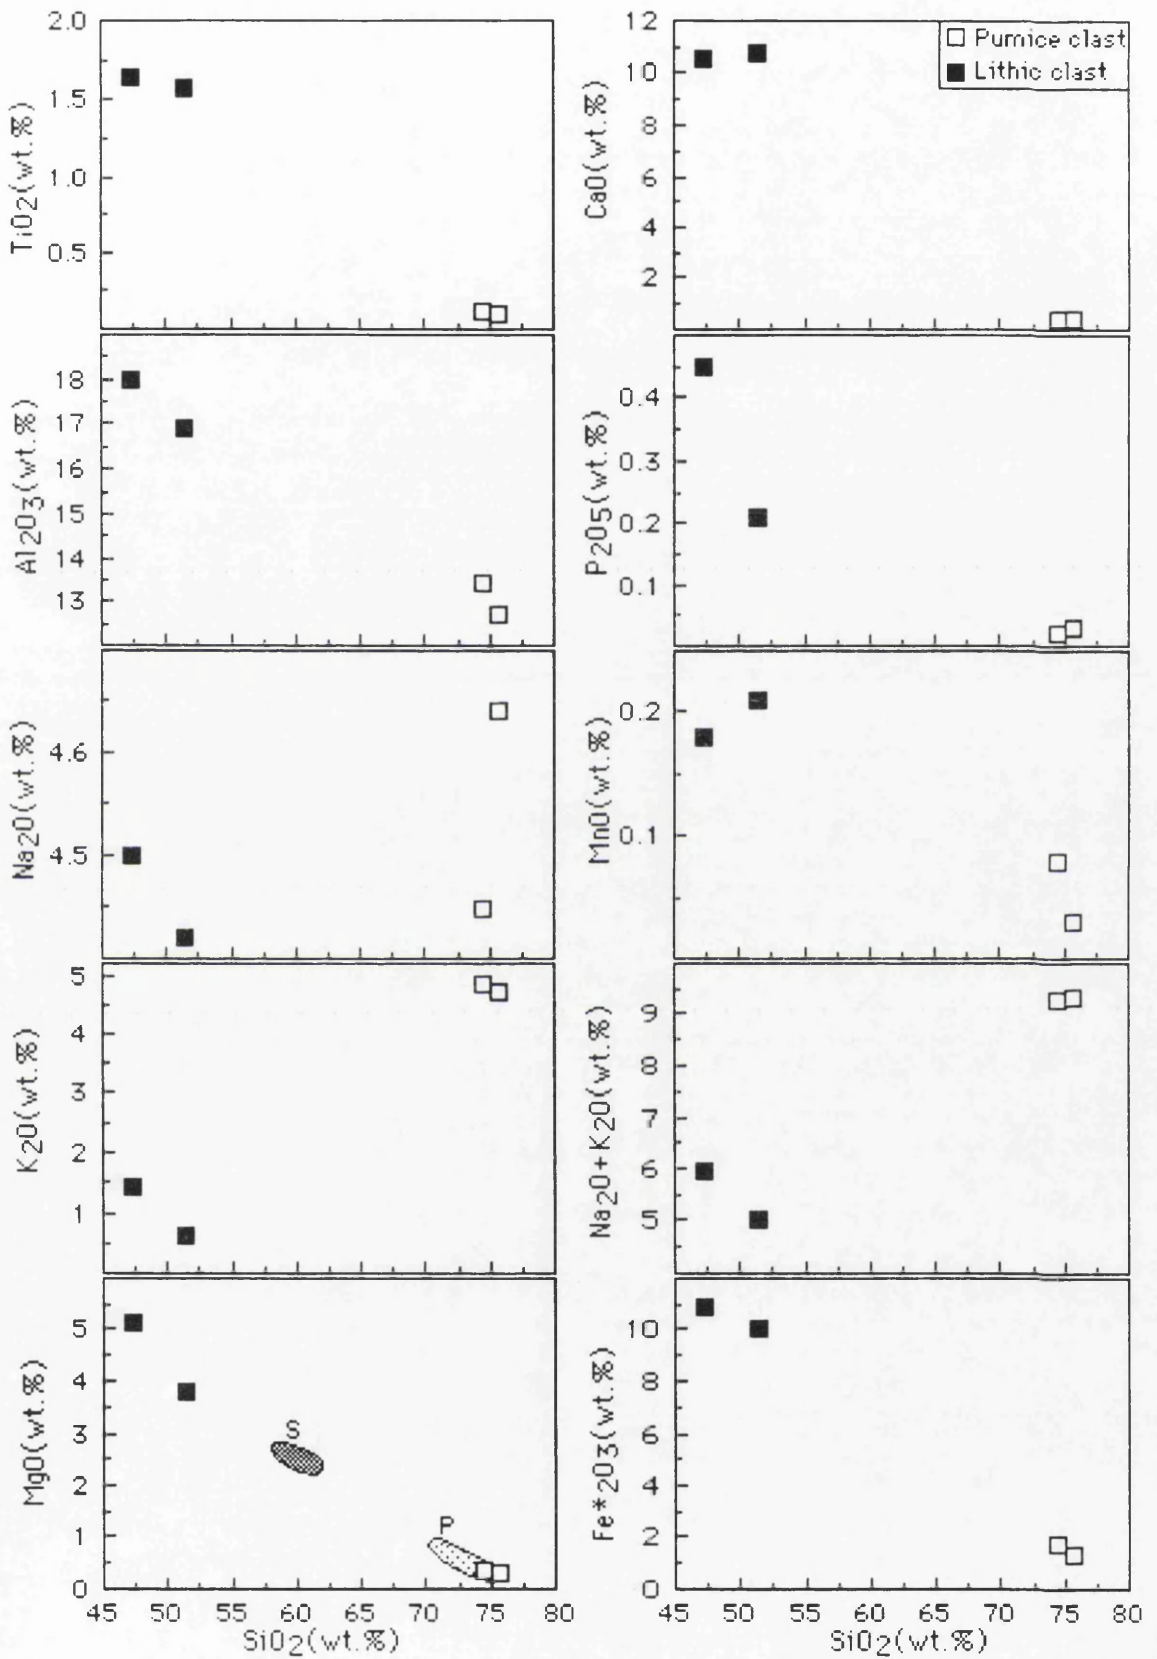 2.0
1.5
1.0
0.5
TiO2(wt.%)
12
10
8
6
4
2
CaO(wt.%)
Pumice clast
Lithic clast
18
17
16
15
14
13
Al2O3(wt.%)
0.4
0.3
0.2
0.1
P2O5(wt.%)
4.6
4.5
Na2O(wt.%)
0.2
0.1
MnO(wt.%)
5
4
3
2
1
K2O(wt.%)
9
8
7
6
5
Na2O+K2O(wt.%)
5
4
3
2
1
0
MgO(wt.%)
S
P
45 50 55 60 65 70 75 80
SiO2(wt.%)
10
8
6
4
2
0
Fe*2O3(wt.%)
45 50 55 60 65 70 75 80
SiO2(wt.%)